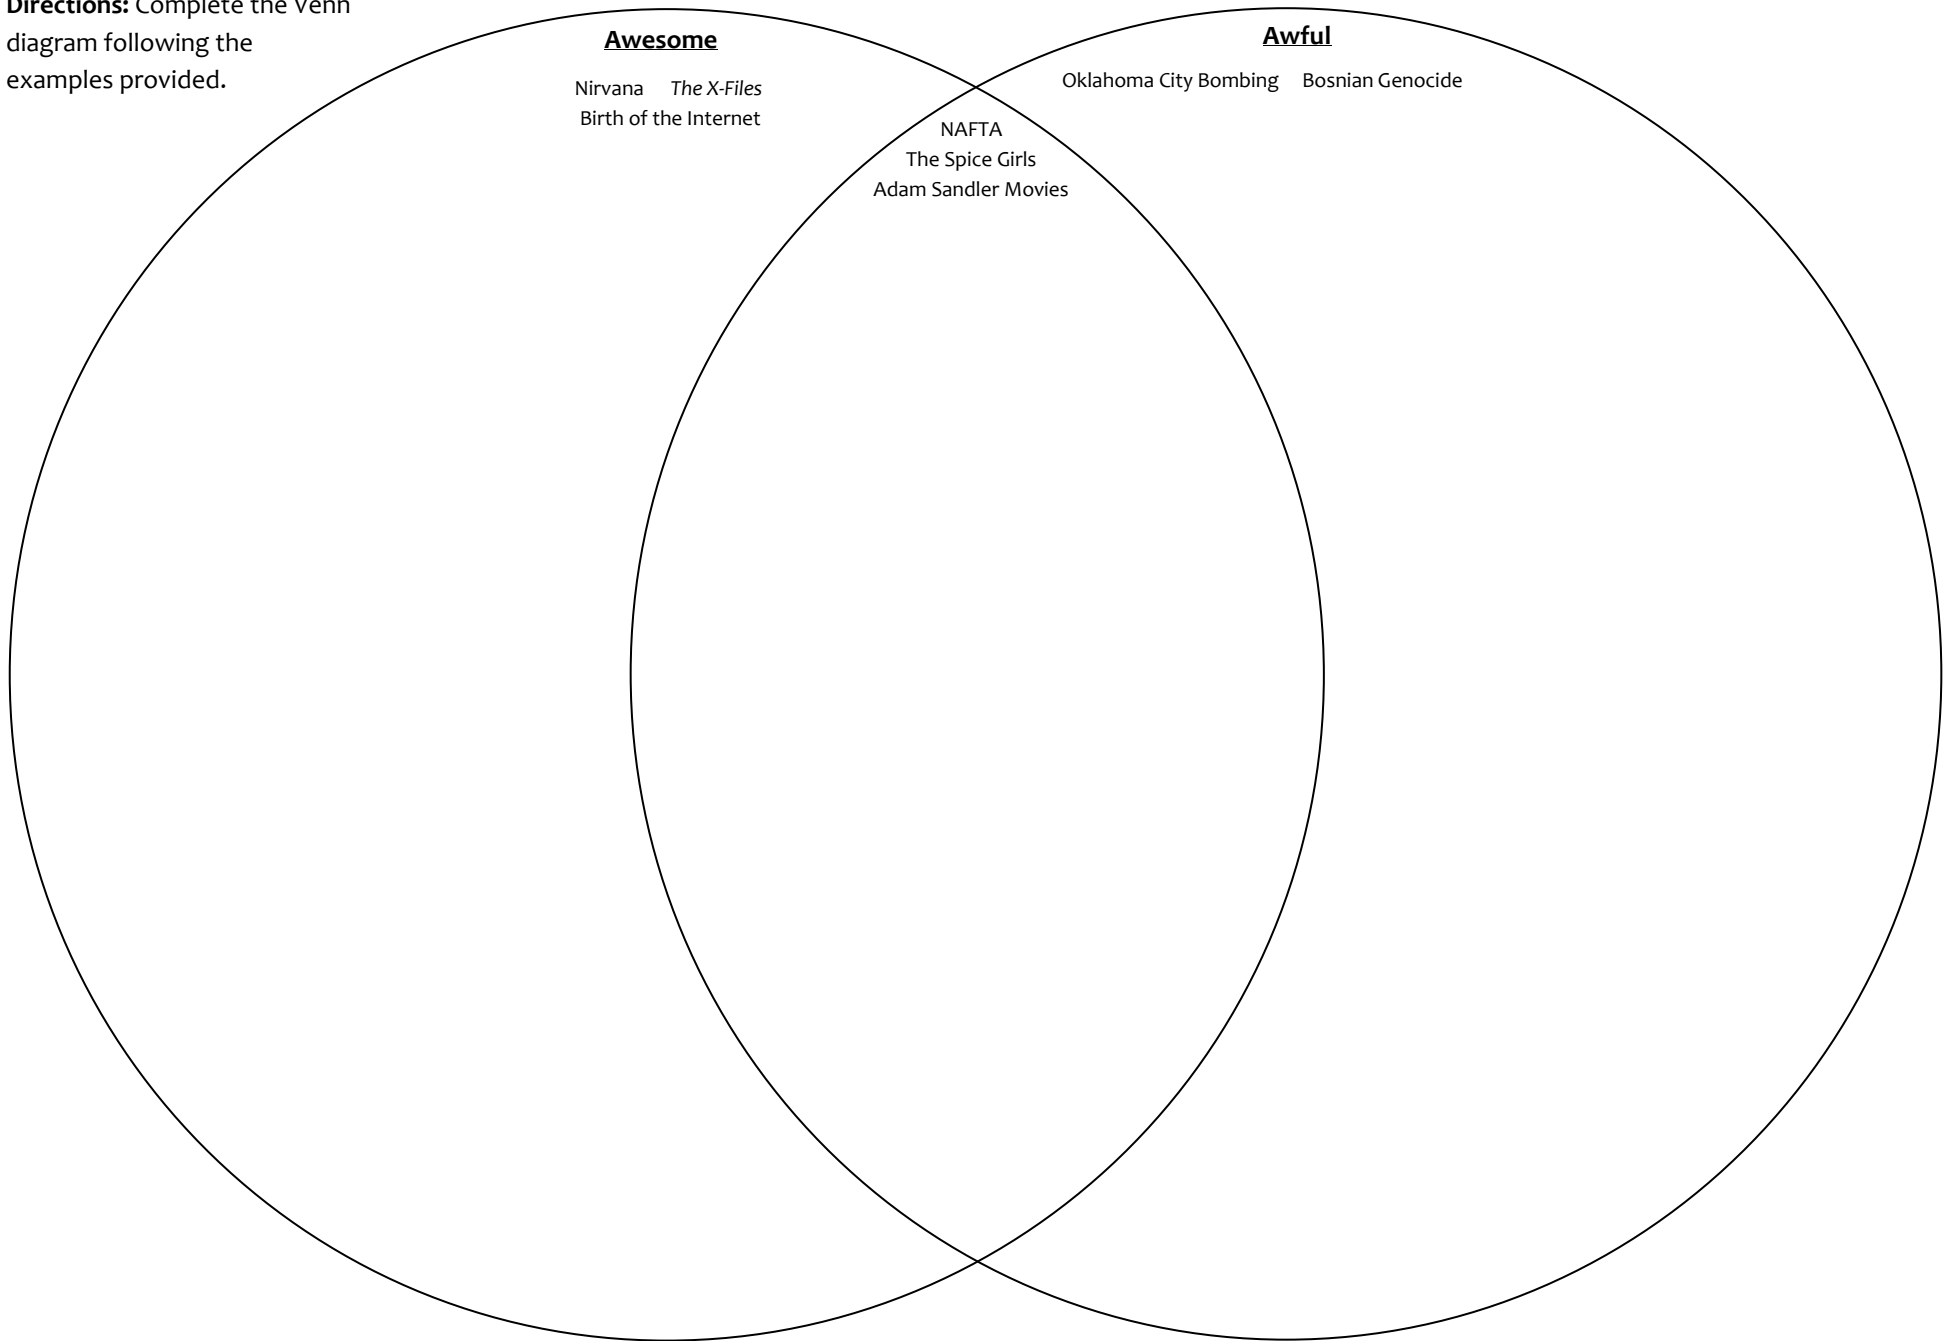 Directions: Complete the Venn
diagram following the
examples provided.
Awesome
Nirvana The X-Files
Birth of the Internet
NAFTA
The Spice Girls
Adam Sandler Movies
Awful
Oklahoma City Bombing Bosnian Genocide